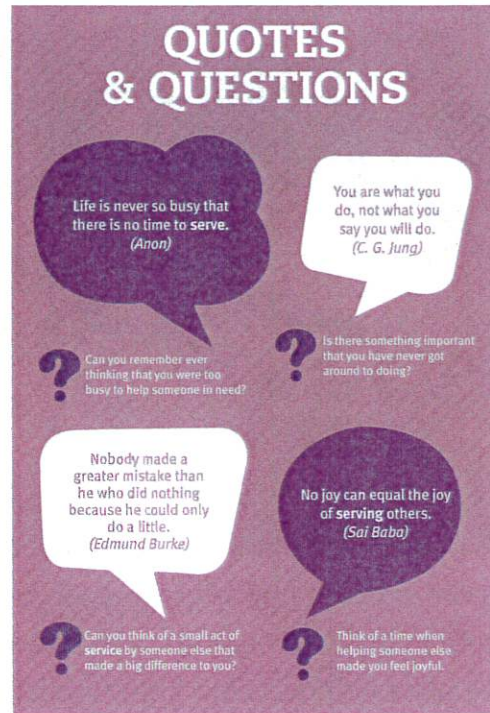 QUOTES
& QUESTIONS
Life is never so busy that
there is no time to serve.
(Anon)
You are what you
do, not what you
say you will do.
(C. G. Jung)
? Can you remember ever
thinking that you were too
busy to help someone in need?
? Is there something important
that you have never got
around to doing?
Nobody made a
greater mistake than
he who did nothing
because he could only
do a little.
(Edmund Burke)
No joy can equal the joy
of serving others.
(Sai Baba)
? Can you think of a small act of
service by someone else that
made a big difference to you?
? Think of a time when
helping someone else
made you feel joyful.